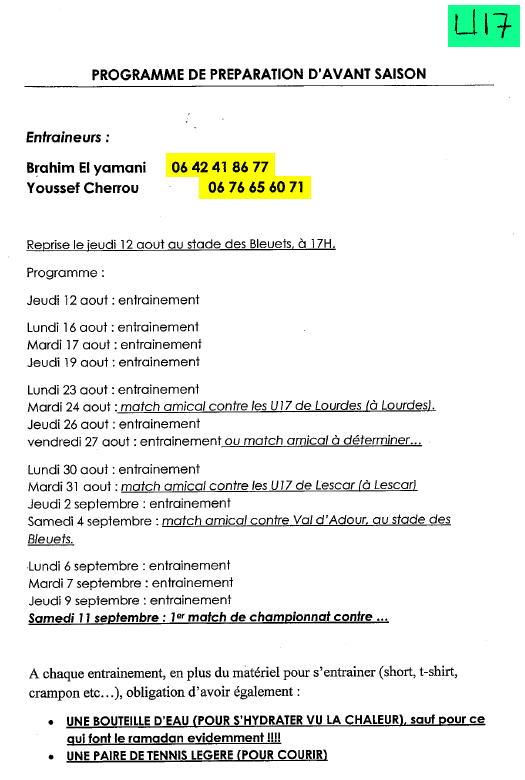 U17
PROGRAMME DE PREPARATION D'AVANT SAISON
Entraineurs :
Brahim El yamani 06 42 41 86 77
Youssef Cherrou 06 76 65 60 71
Reprise le jeudi 12 aout au stade des Bleuets, à 17H.
Programme :
Jeudi 12 aout : entrainement
Lundi 16 aout : entrainement
Mardi 17 aout : entrainement
Jeudi 19 aout : entrainement
Lundi 23 aout : entrainement
Mardi 24 aout : match amical contre les U17 de Lourdes (à Lourdes).
Jeudi 26 aout : entrainement
vendredi 27 aout : entrainement ou match amical à déterminer...
Lundi 30 aout : entrainement
Mardi 31 aout : match amical contre les U17 de Lescar (à Lescar)
Jeudi 2 septembre : entrainement
Samedi 4 septembre : match amical contre Val d'Adour, au stade des
Bleuets.
Lundi 6 septembre : entrainement
Mardi 7 septembre : entrainement
Jeudi 9 septembre : entrainement
Samedi 11 septembre : 1er match de championnat contre ...
A chaque entrainement, en plus du matériel pour s'entrainer (short, t-shirt,
crampon etc...), obligation d'avoir également :
• UNE BOUTEILLE D'EAU (POUR S'HYDRATER VU LA CHALEUR), sauf pour ce
qui font le ramadan evidemment !!!!
• UNE PAIRE DE TENNIS LEGERE (POUR COURIR)